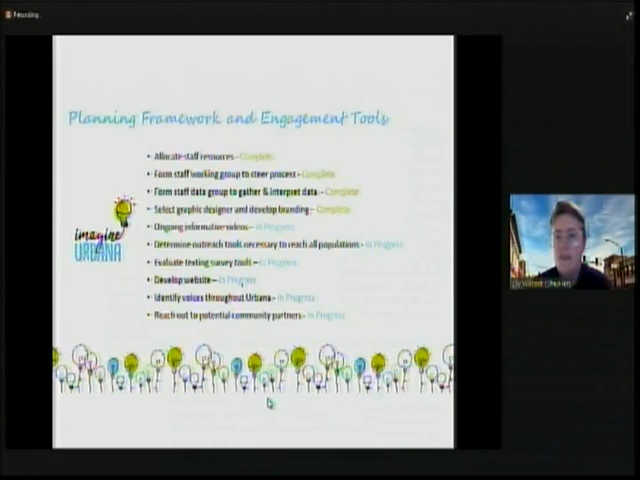 Recording
Planning Framework and Engagement Tools
• Allocate staff resources - Complete
• Form staff working group to steer process - Complete
• Form staff data group to gather & interpret data - Complete
• Select graphic designer and develop branding - Complete
• Ongoing informative videos - In Progress
• Determine outreach tools necessary to reach all populations - In Progress
• Evaluate texting survey tools - In Progress
• Develop website - In Progress
• Identify voices throughout Urbana - In Progress
• Reach out to potential community partners - In Progress
imagine
URBANA